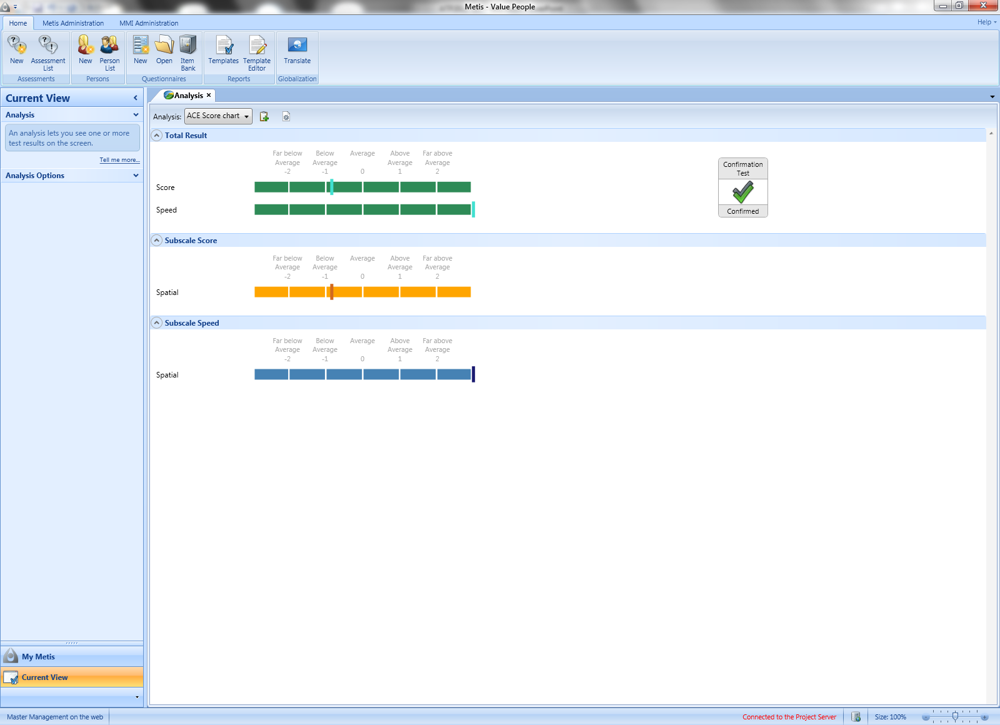 Metis - Value People
Home Metis Administration MMI Administration Help
New Assessment List New Person List New Open Item Bank Templates Template Editor Translate
Assessments Persons Questionnaires Reports Globalization
Current View
Analysis
An analysis lets you see one or more
test results on the screen.
Tell me more...
Analysis Options
My Metis
Current View
Analysis
Analysis: ACE Score chart
Total Result
Far below Average Below Average Average Above Average Far above Average
-2 -1 0 1 2
Score
Speed
Confirmation
Test
Confirmed
Subscale Score
Far below Average Below Average Average Above Average Far above Average
-2 -1 0 1 2
Spatial
Subscale Speed
Far below Average Below Average Average Above Average Far above Average
-2 -1 0 1 2
Spatial
Master Management on the web Connected to the Project Server Size: 100%